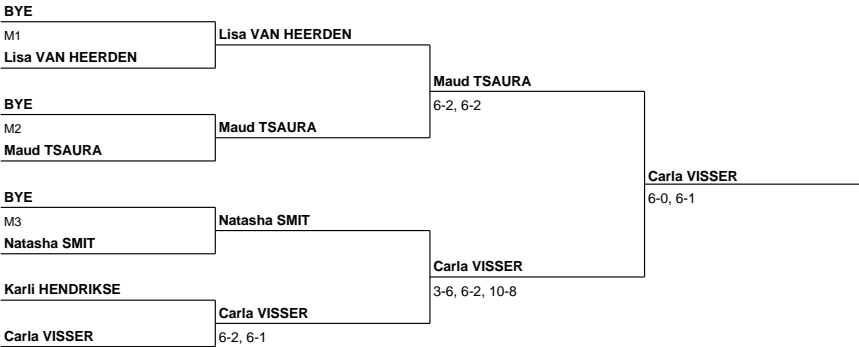 BYE
M1
Lisa VAN HEERDEN
BYE
M2
Maud TSAURA
BYE
M3
Natasha SMIT
Karli HENDRIKSE
Carla VISSER
Lisa VAN HEERDEN
Maud TSAURA
Natasha SMIT
Carla VISSER
6-2, 6-1
Maud TSAURA
6-2, 6-2
Carla VISSER
3-6, 6-2, 10-8
Carla VISSER
6-0, 6-1